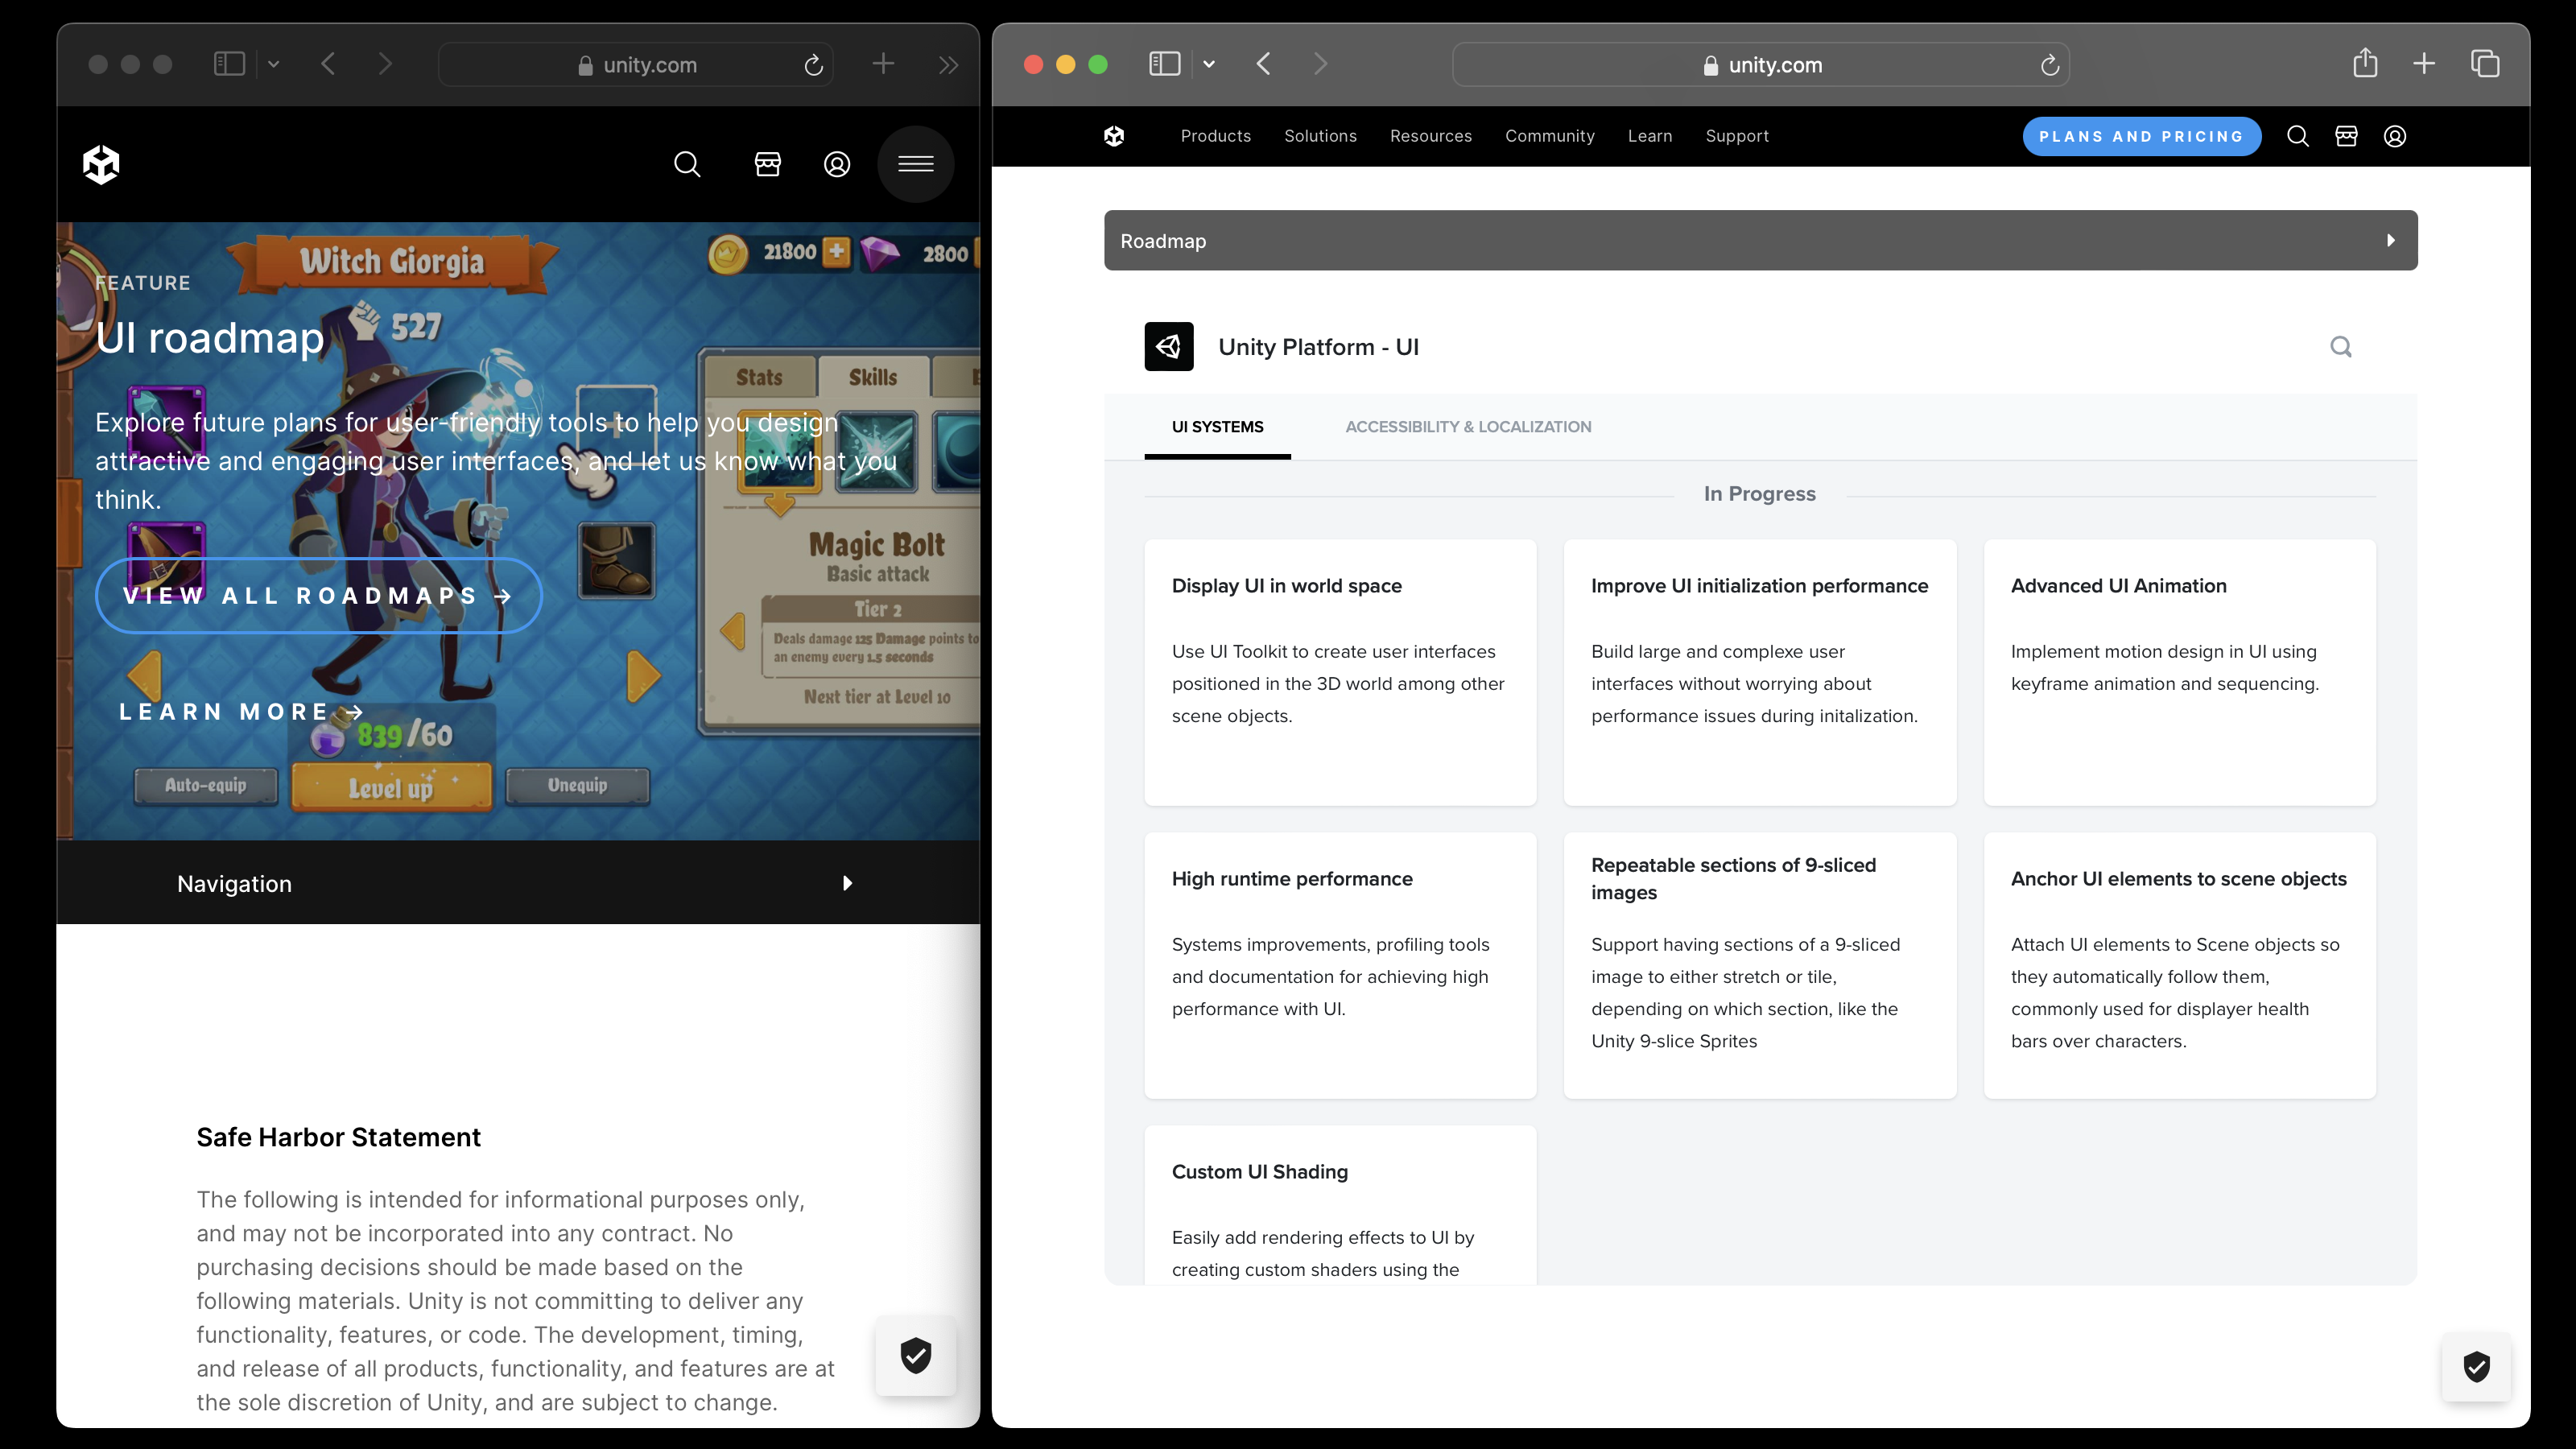 unity.com
FEATURE
UI roadmap
Explore future plans for user-friendly tools to help you design
attractive and engaging user interfaces, and let us know what you
think.
VIEW ALL ROADMAPS →
LEARN MORE →
Witch Giorgia
527
21800
2800
Stats
Skills
Magic Bolt
Basic attack
Tier 2
Deals damage 125 Damage points to
an enemy every 1.5 seconds
Next tier at Level 10
839/60
Auto-equip
Level up
Unequip
Navigation
Safe Harbor Statement
The following is intended for informational purposes only,
and may not be incorporated into any contract. No
purchasing decisions should be made based on the
following materials. Unity is not committing to deliver any
functionality, features, or code. The development, timing,
and release of all products, functionality, and features are at
the sole discretion of Unity, and are subject to change.
unity.com
Products Solutions Resources Community Learn Support
PLANS AND PRICING
Roadmap
Unity Platform - UI
UI SYSTEMS
ACCESSIBILITY & LOCALIZATION
In Progress
Display UI in world space
Use UI Toolkit to create user interfaces
positioned in the 3D world among other
scene objects.
Improve UI initialization performance
Build large and complexe user
interfaces without worrying about
performance issues during initalization.
Advanced UI Animation
Implement motion design in UI using
keyframe animation and sequencing.
High runtime performance
Systems improvements, profiling tools
and documentation for achieving high
performance with UI.
Repeatable sections of 9-sliced
images
Support having sections of a 9-sliced
image to either stretch or tile,
depending on which section, like the
Unity 9-slice Sprites
Anchor UI elements to scene objects
Attach UI elements to Scene objects so
they automatically follow them,
commonly used for displayer health
bars over characters.
Custom UI Shading
Easily add rendering effects to UI by
creating custom shaders using the